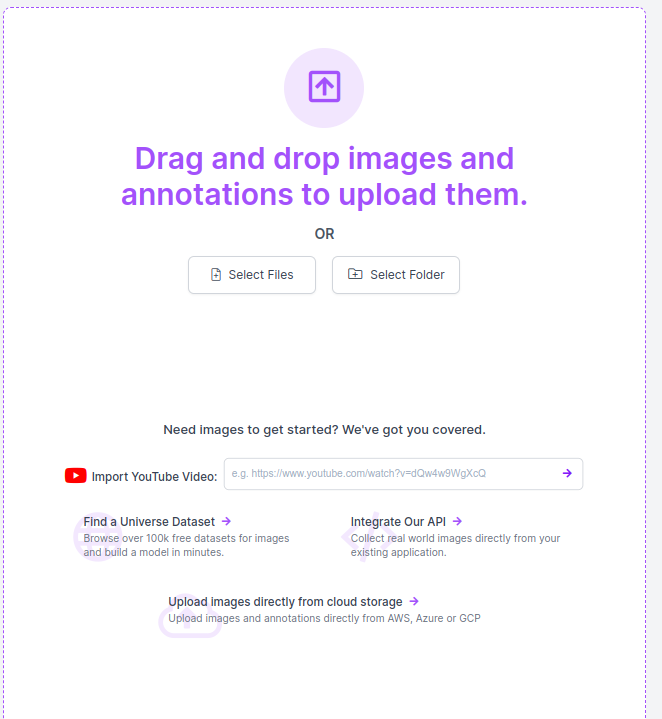 Drag and drop images and
annotations to upload them.
OR
Select Files
Select Folder
Need images to get started? We've got you covered.
Import YouTube Video:
e.g. https://www.youtube.com/watch?v=dQw4w9WgXcQ
Find a Universe Dataset
Browse over 100k free datasets for images
and build a model in minutes.
Integrate Our API
Collect real world images directly from your
existing application.
Upload images directly from cloud storage
Upload images and annotations directly from AWS, Azure or GCP